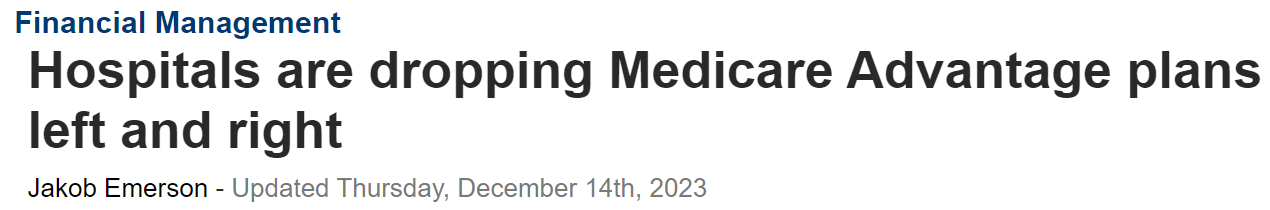 Financial Management
Hospitals are dropping Medicare Advantage plans
left and right
Jakob Emerson - Updated Thursday, December 14th, 2023